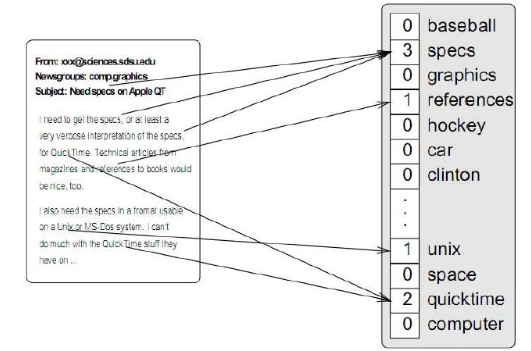 From: xxx@sciences.sdsu.edu
Newsgroups: comp.graphics
Subject: Need specs on Apple QT
I need to get the specs, or at least a
very verbose interpretation of the specs,
for QuickTime. Technical articles from
magazines and references to books would
be nice, too.
I also need the specs in a fromat usable
on a Unix or MS-Dos system. I can't
do much with the QuickTime stuff they
have on ...
0 baseball
3 specs
0 graphics
1 references
0 hockey
0 car
0 clinton
.
.
.
1 unix
0 space
2 quicktime
0 computer